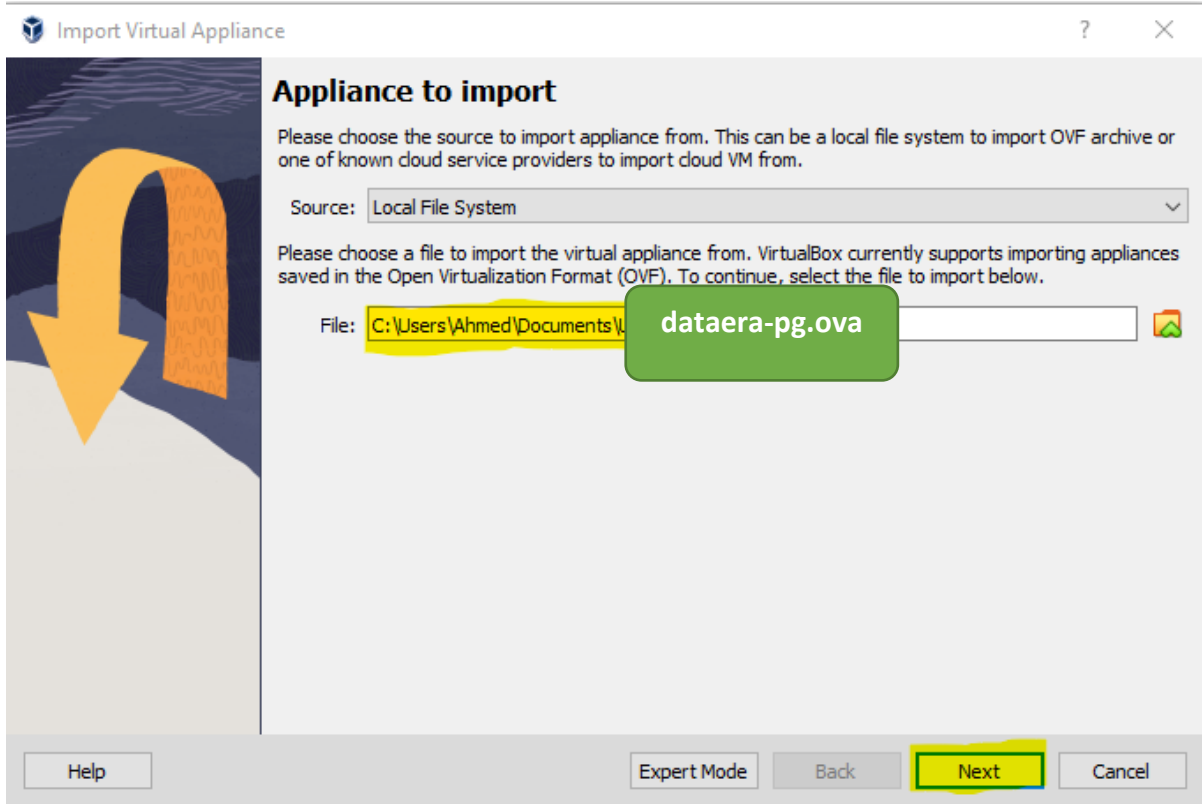 Import Virtual Appliance
Appliance to import
Please choose the source to import appliance from. This can be a local file system to import OVF archive or
one of known cloud service providers to import cloud VM from.
Source: Local File System
Please choose a file to import the virtual appliance from. VirtualBox currently supports importing appliances
saved in the Open Virtualization Format (OVF). To continue, select the file to import below.
File: C:\Users\Ahmed\Documents\
dataera-pg.ova
Help
Expert Mode
Back
Next
Cancel